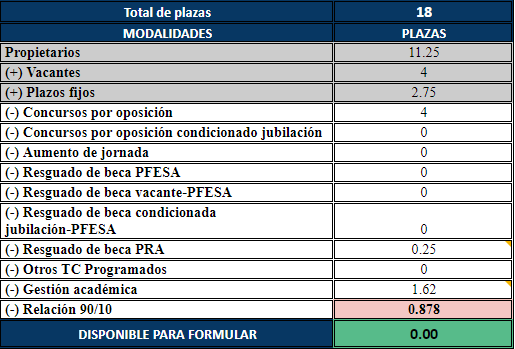 Total de plazas 18
MODALIDADES PLAZAS
Propietarios 11.25
(+) Vacantes 4
(+) Plazos fijos 2.75
(-) Concursos por oposición 4
(-) Concursos por oposición condicionado jubilación 0
(-) Aumento de jornada 0
(-) Resguado de beca PFESA 0
(-) Resguado de beca vacante-PFESA 0
(-) Resguado de beca condicionada
jubilación-PFESA 0
(-) Resguado de beca PRA 0.25
(-) Otros TC Programados 0
(-) Gestión académica 1.62
(-) Relación 90/10 0.878
DISPONIBLE PARA FORMULAR 0.00